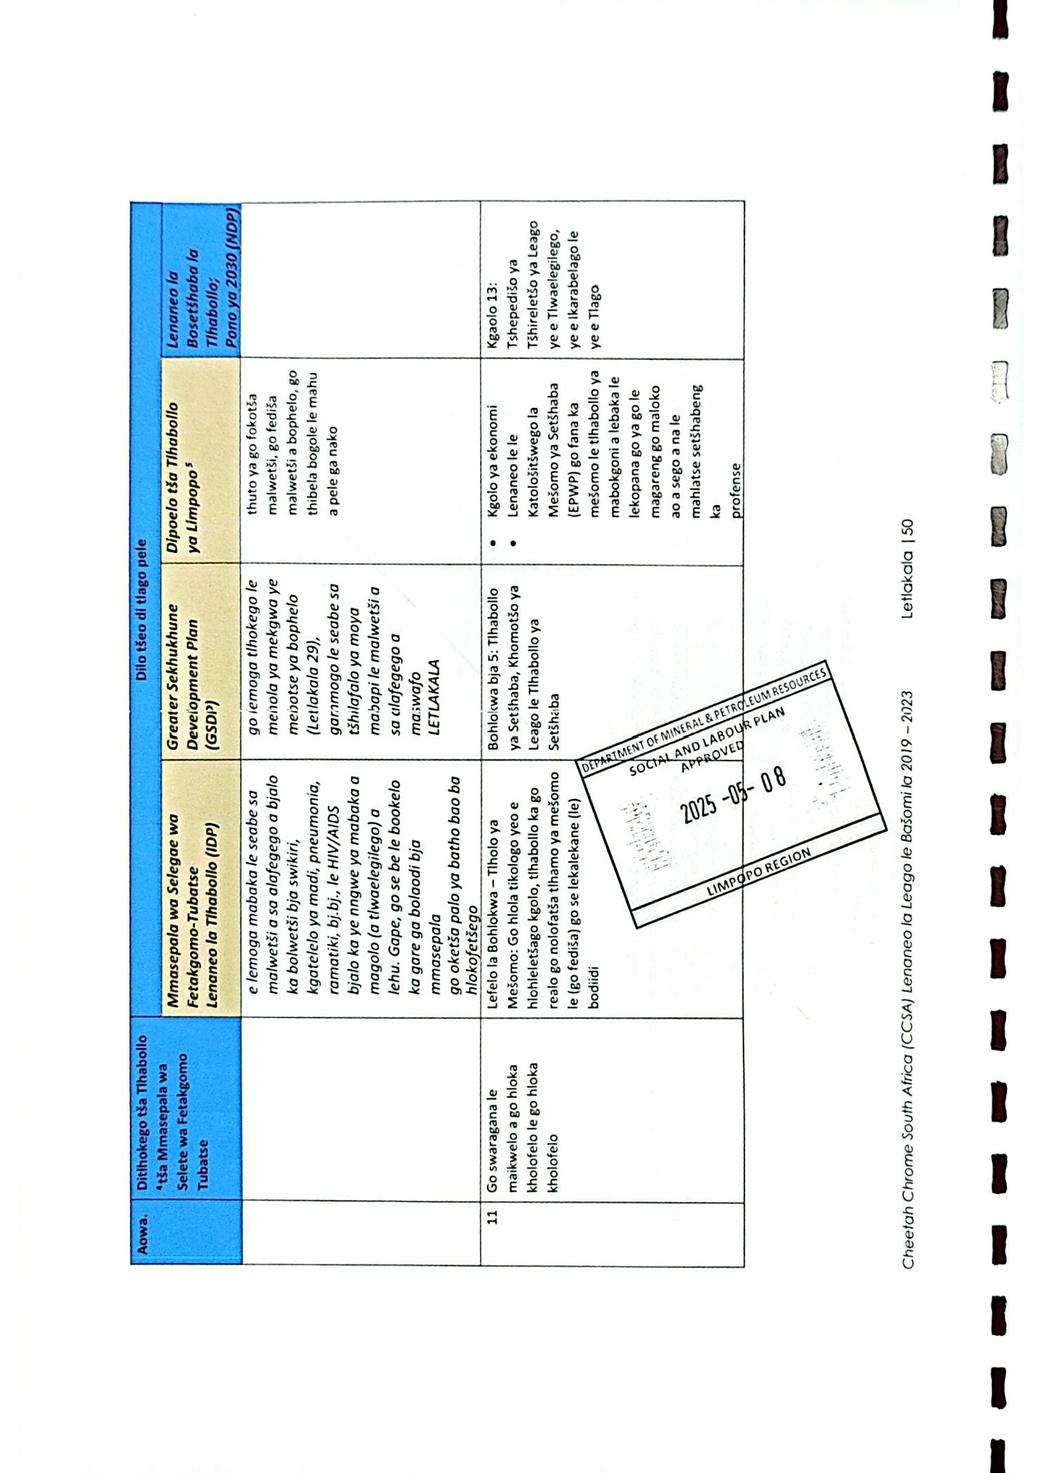 Aowa.
Ditlhokego tša Tlhabollo
⁴tša Mmasepala wa
Selete wa Fetakgomo
Tubatse
Dilo tšeo di tlago pele
Mmasepala wa Selegae wa
Fetakgomo-Tubatse
Lenaneo la Tlhabollo (IDP)
Greater Sekhukhune
Development Plan
(GSDIP)
Dipoelo tša Tlhabollo
ya Limpopo⁵
Lenaneo la
Bosetšhaba la
Tlhabollo;
Pono ya 2030 (NDP)
e lemoga mabaka le seabe sa
malwetši a sa alafegego a bjalo
ka bolwetši bja swikiri,
kgatelelo ya madi, pneumonia,
ramatiki, bj.bj., le HIV/AIDS
bjalo ka ye nngwe ya mabaka a
magolo (a tlwaelegilego) a
lehu. Gape, go se be le bookelo
ka gare ga bolaodi bja
mmasepala
go oketša palo ya batho bao ba
hlokofetšego
go lemoga tlhokego le
menola ya mekgwa ye
mebotse ya bophelo
(Letlakala 29),
gammogo le seabe sa
tšhilafalo ya moya
mabapi le malwetši a
sa alafegego a
maswafo
LETLAKALA
thuto ya go fokotša
malwetši, go fediša
malwetši a bophelo, go
thibela bogole le mahu
a pele ga nako
11
Go swaragana le
maikwelo a go hloka
kholofelo le go hloka
kholofelo
Lefelo la Bohlokwa – Tlholo ya
Mešomo: Go hlola tikologo yeo e
hlohleletšago kgolo, tlhabollo ka go
realo go nolofatša tlhamo ya mešomo
le (go fediša) go se lekalekane (le)
bodiidi
Bohlokwa bja 5: Tlhabollo
ya Setšhaba, Khomotšo ya
Leago le Tlhabollo ya
Setšhaba
• Kgolo ya ekonomi
• Lenaneo le le
Katološitšwego la
Mešomo ya Setšhaba
(EPWP) go fana ka
mešomo le tlhabollo ya
mabokgoni a lebaka le
lekopana go ya go le
magareng go maloko
ao a sego a na le
mahlatse setšhabeng
ka
profense
Kgaolo 13:
Tshepedišo ya
Tšhireletšo ya Leago
ye e Tlwaelegilego,
ye e Ikarabelago le
ye e Tlago
DEPARTMENT OF MINERAL & PETROLEUM RESOURCES
SOCIAL AND LABOUR PLAN
APPROVED
2025 -05- 08
LIMPOPO REGION
Cheetah Chrome South Africa (CCSA) Lenaneo la Leago le Bašomi la 2019 – 2023 Letlakala | 50